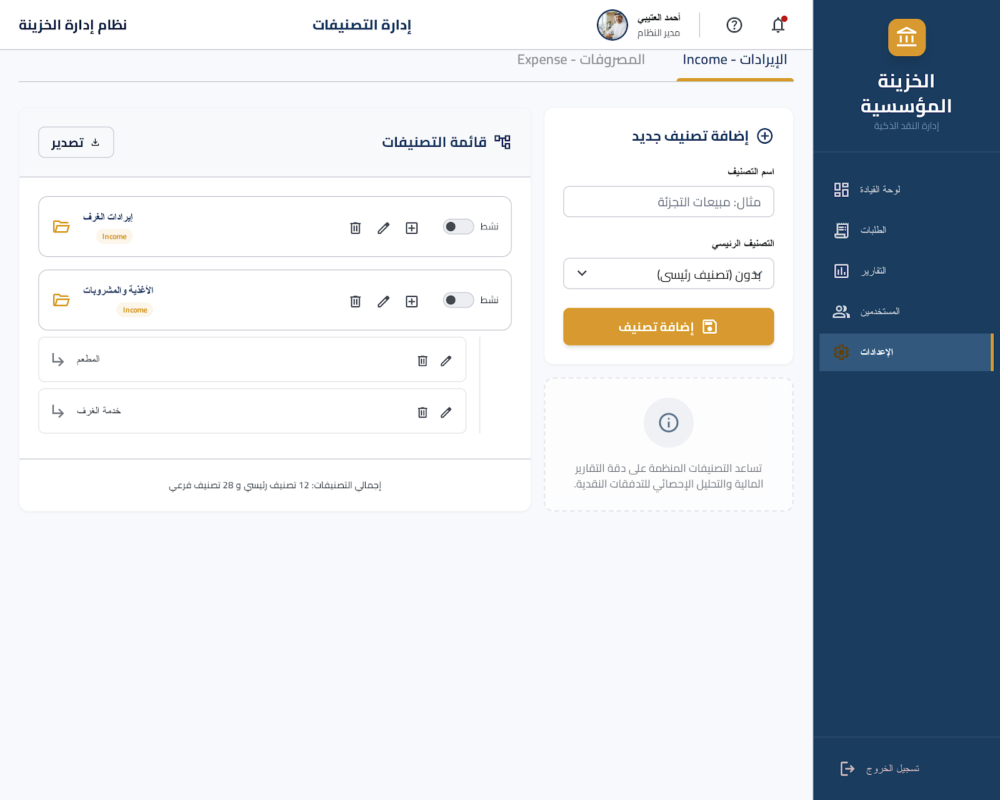 الخزينة
المؤسسية
إدارة النقد الذكية
لوحة القيادة
الطلبات
التقارير
المستخدمين
الإعدادات
تسجيل الخروج
أحمد العتيبي
مدير النظام
إدارة التصنيفات
نظام إدارة الخزينة
الإيرادات - Income
المصروفات - Expense
إضافة تصنيف جديد
اسم التصنيف
مثال: مبيعات التجزئة
التصنيف الرئيسي
بدون (تصنيف رئيسي)
إضافة تصنيف
تساعد التصنيفات المنظمة على دقة التقارير
المالية والتحليل الإحصائي للتدفقات النقدية.
قائمة التصنيفات
تصدير
نشط
إيرادات الغرف
Income
نشط
الأغذية والمشروبات
Income
المطعم
خدمة الغرف
إجمالي التصنيفات: 12 تصنيف رئيسي و 28 تصنيف فرعي